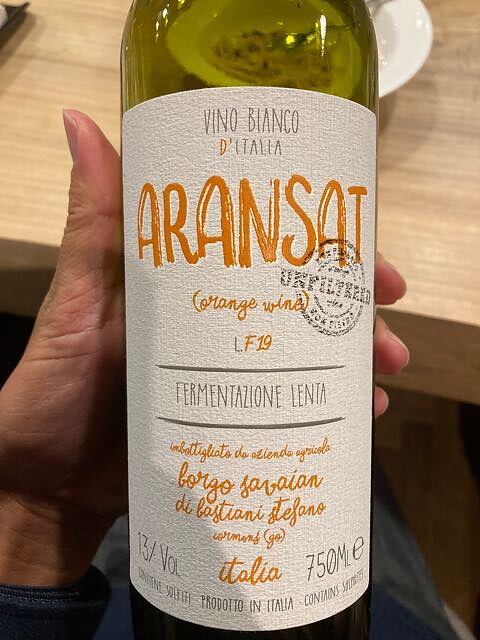 VINO BIANCO
D'ITALIA
ARANSAT
UNFILTERED
(orange wine)
L.F19
FERMENTAZIONE LENTA
imbottigliato da azienda agricola
borgo savaian
di bastiani stefano
cormons (go)
13% VOL
italia
750ML e
CONTIENE SOLFITI - PRODOTTO IN ITALIA - CONTAINS SULPHITES